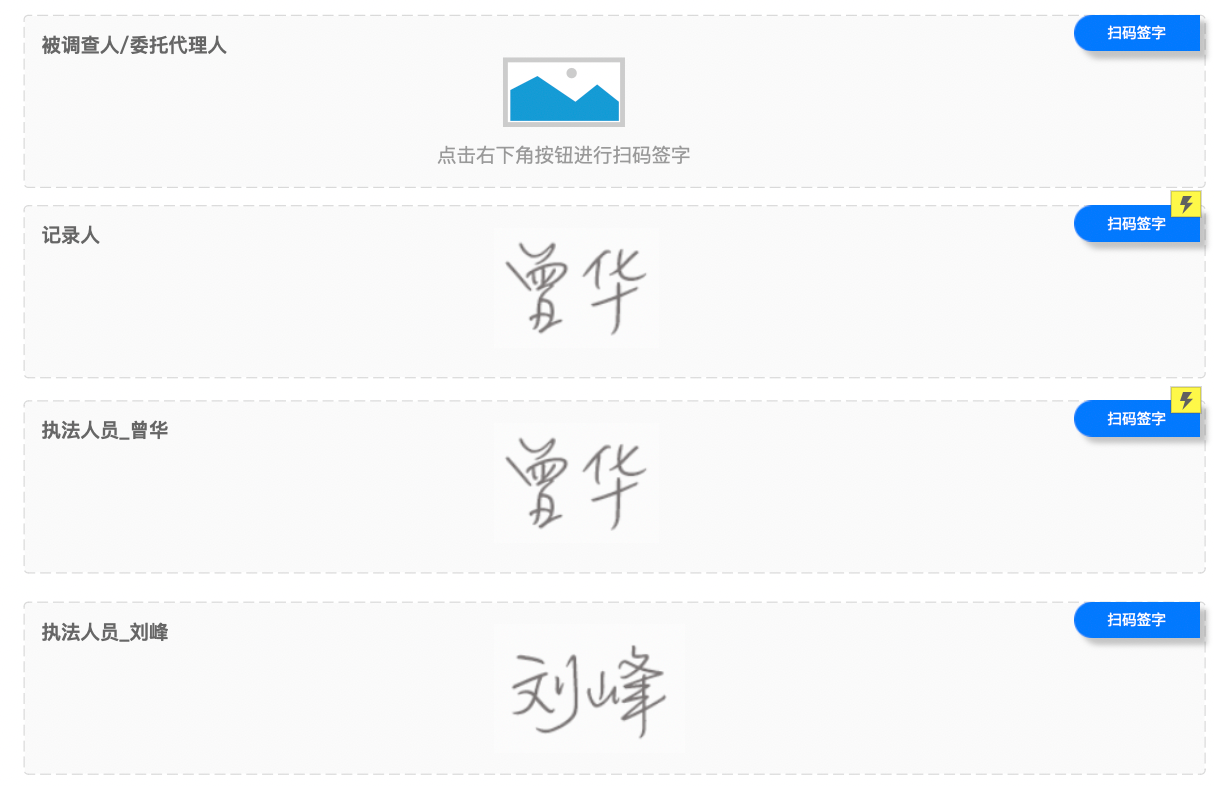 被调查人/委托代理人
扫码签字
点击右下角按钮进行扫码签字
记录人
扫码签字
曾华
执法人员_曾华
扫码签字
曾华
执法人员_刘峰
扫码签字
刘峰